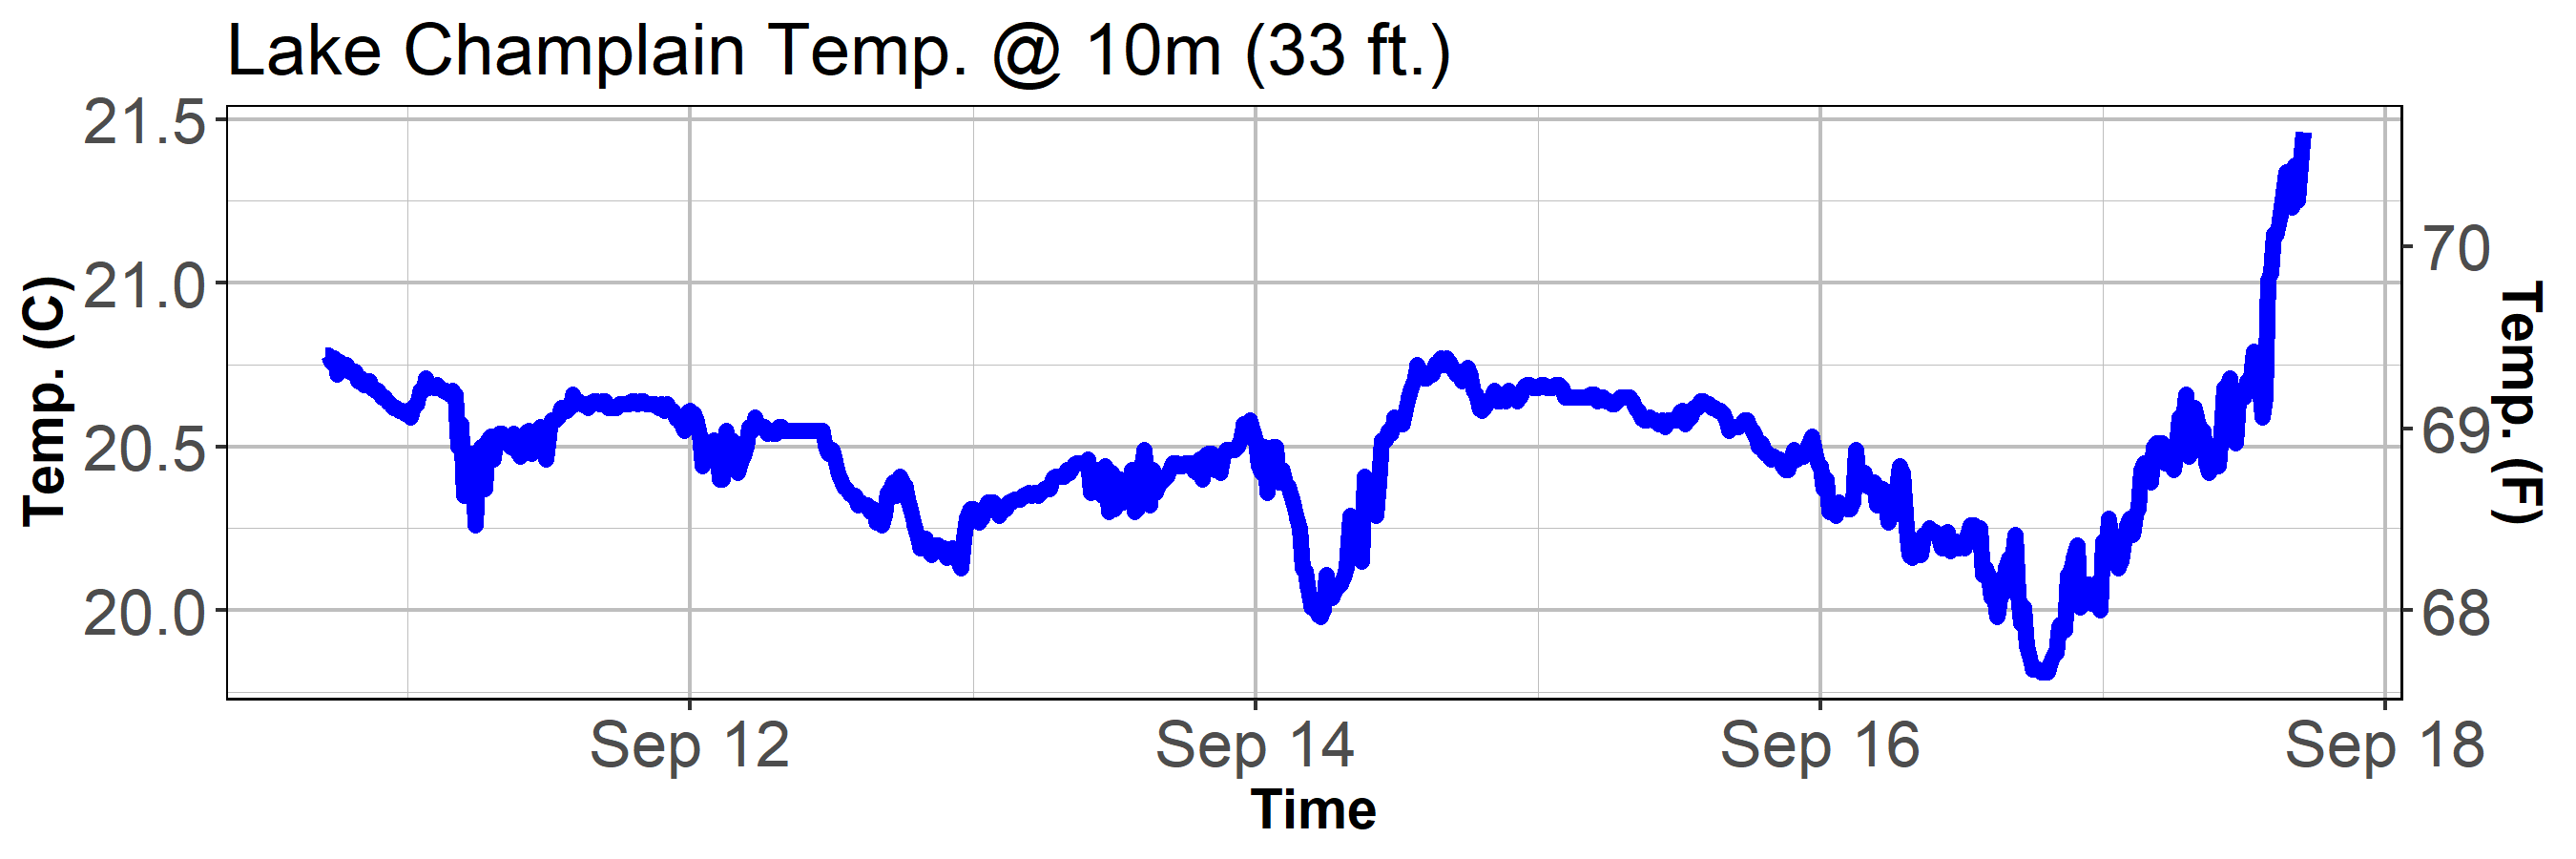 Lake Champlain Temp. @ 10m (33 ft.)
21.5
21.0
20.5
20.0
Temp. (C)
70
69
68
Temp. (F)
Sep 12
Sep 14
Sep 16
Sep 18
Time